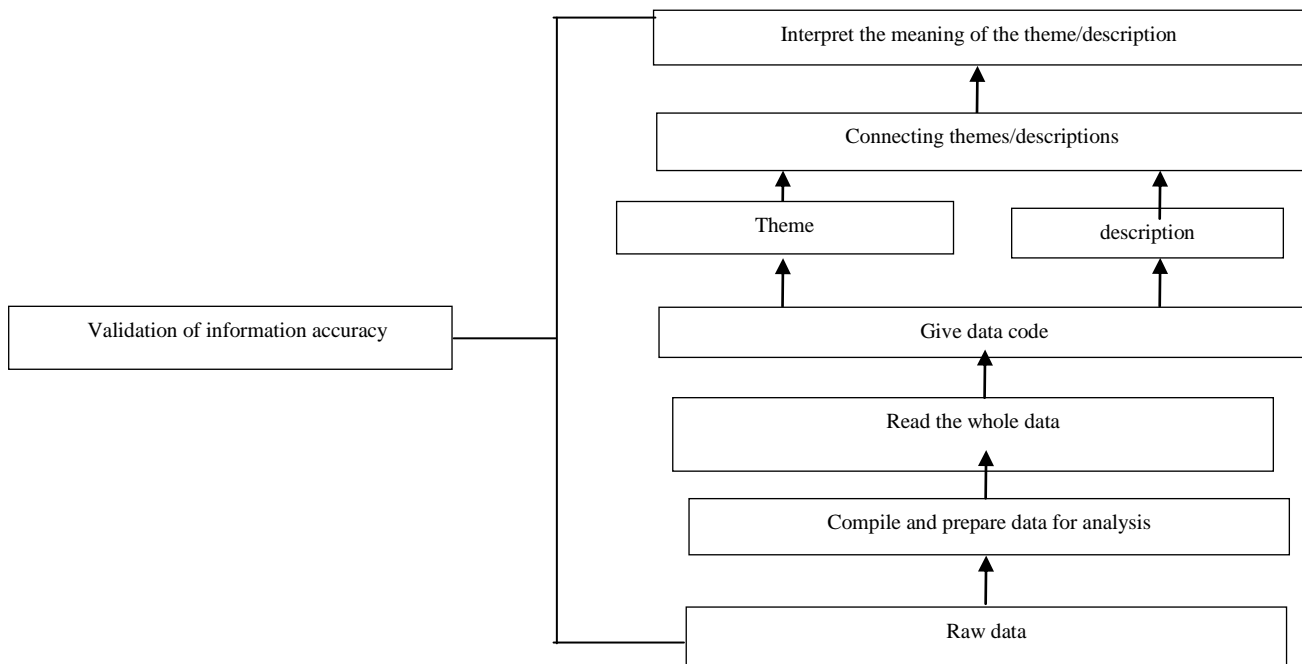 Interpret the meaning of the theme/description
Connecting themes/descriptions
Theme
description
Validation of information accuracy
Give data code
Read the whole data
Compile and prepare data for analysis
Raw data